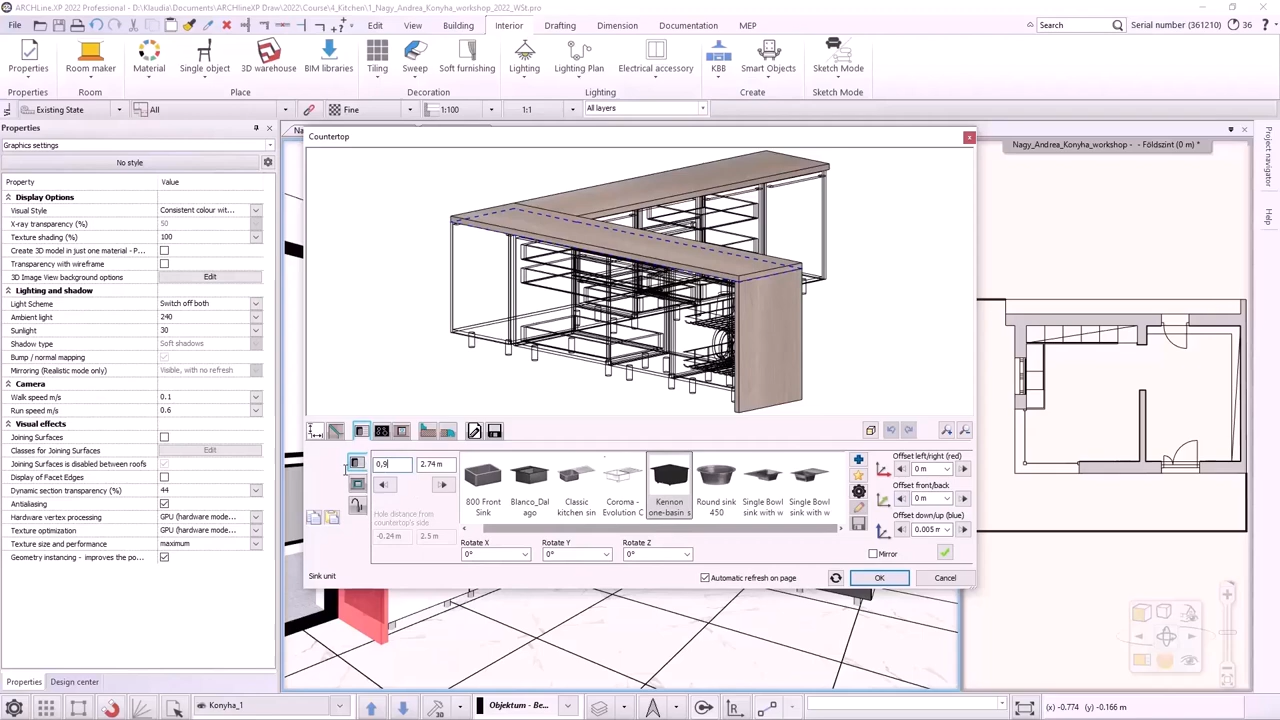 ARCHLine.XP 2022 Professional C:\Users\D_Klaudia\Documents\ARCHlineXP Draw\2022\Course\4_Kitchen\1_Nagy_Andrea_Konyha_workshop_2022_WSt.pro
File Edit View Building Interior Drafting Dimension Documentation MEP Search Serial number (361210) 36
Properties Room maker Material Single object 3D warehouse BIM libraries Tiling Sweep Soft furnishing Lighting Lighting Plan Electrical accessory KBB Smart Objects Sketch Mode
Properties Room Place Decoration Lighting Create Sketch Mode
Existing State All Fine 1:100 1:1 All layers
Properties
Graphics settings
No style
Property Value
Display Options
Visual Style Consistent colour wit...
X-ray transparency (%) 50
Texture shading (%) 100
Create 3D model in just one material - P...
Transparency with wireframe
3D Image View background options Edit
Lighting and shadow
Light Scheme Switch off both
Ambient light 240
Sunlight 30
Shadow type Soft shadows
Bump / normal mapping
Mirroring (Realistic mode only) Visible, with no refresh
Camera
Walk speed m/s 0.1
Run speed m/s 0.6
Visual effects
Joining Surfaces
Classes for Joining Surfaces Edit
Joining Surfaces is disabled between roofs
Display of Facet Edges
Dynamic section transparency (%) 44
Antialiasing
Hardware vertex processing GPU (hardware mode...
Texture optimization GPU (hardware mode...
Texture size and performance maximum
Geometry instancing - improves the po...
Properties Design center
Na
Countertop
0,9 2.74 m
Hole distance from
countertop's side
-0.24 m 2.5 m
800 Front
Sink
Blanco_Dal
ago
Classic
kitchen sin
Coroma -
Evolution C
Kennon
one-basin s
Round sink
450
Single Bowl
sink with w
Single Bowl
sink with w
Rotate X Rotate Y Rotate Z
0° 0° 0°
Offset left/right (red)
0 m
Offset front/back
0 m
Offset down/up (blue)
0.005 m
Mirror
Sink unit
Automatic refresh on page OK Cancel
Nagy_Andrea_Konyha_workshop - - Földszint (0 m) *
Project navigator
Help
Konyha_1 Objektum - Be... (x) -0.774 (y) -0.166 m